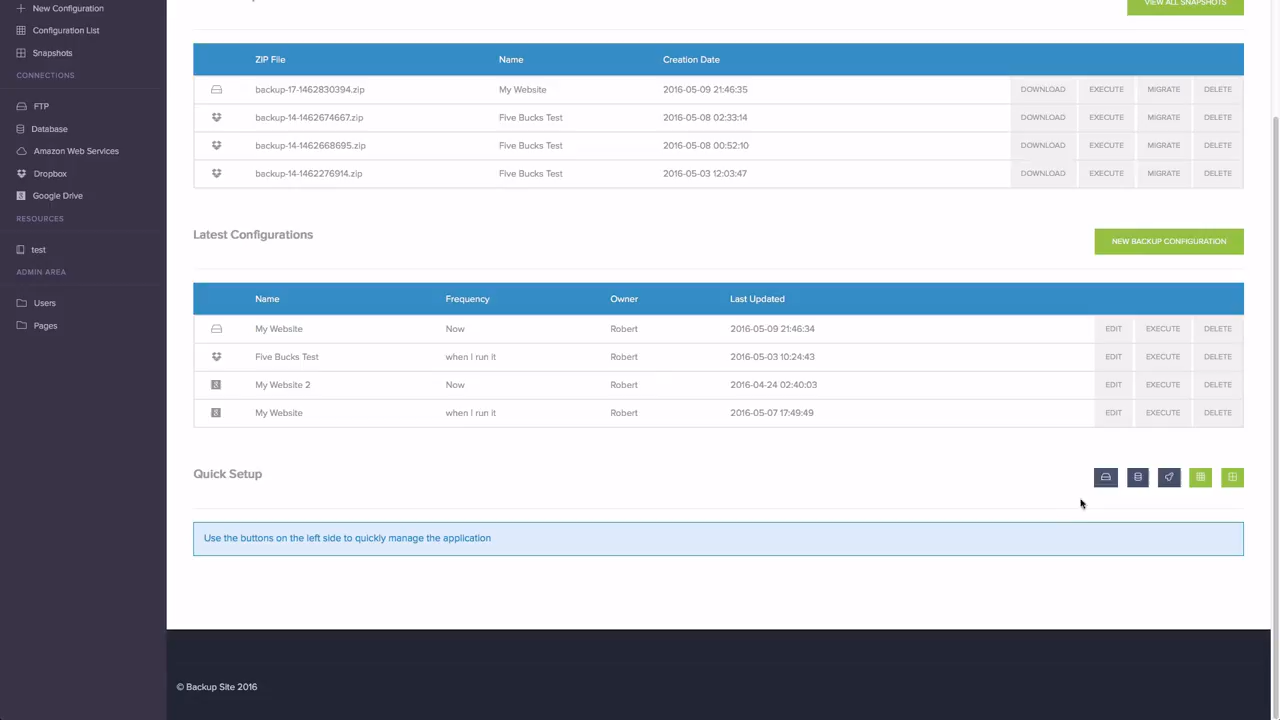 New Configuration
Configuration List
Snapshots
CONNECTIONS
FTP
Database
Amazon Web Services
Dropbox
Google Drive
RESOURCES
test
ADMIN AREA
Users
Pages
VIEW ALL SNAPSHOTS
ZIP File Name Creation Date
backup-17-1462830394.zip My Website 2016-05-09 21:46:35 DOWNLOAD EXECUTE MIGRATE DELETE
backup-14-1462674667.zip Five Bucks Test 2016-05-08 02:33:14 DOWNLOAD EXECUTE MIGRATE DELETE
backup-14-1462668695.zip Five Bucks Test 2016-05-08 00:52:10 DOWNLOAD EXECUTE MIGRATE DELETE
backup-14-1462276914.zip Five Bucks Test 2016-05-03 12:03:47 DOWNLOAD EXECUTE MIGRATE DELETE
Latest Configurations
NEW BACKUP CONFIGURATION
Name Frequency Owner Last Updated
My Website Now Robert 2016-05-09 21:46:34 EDIT EXECUTE DELETE
Five Bucks Test when I run it Robert 2016-05-03 10:24:43 EDIT EXECUTE DELETE
My Website 2 Now Robert 2016-04-24 02:40:03 EDIT EXECUTE DELETE
My Website when I run it Robert 2016-05-07 17:49:49 EDIT EXECUTE DELETE
Quick Setup
Use the buttons on the left side to quickly manage the application
© Backup Site 2016